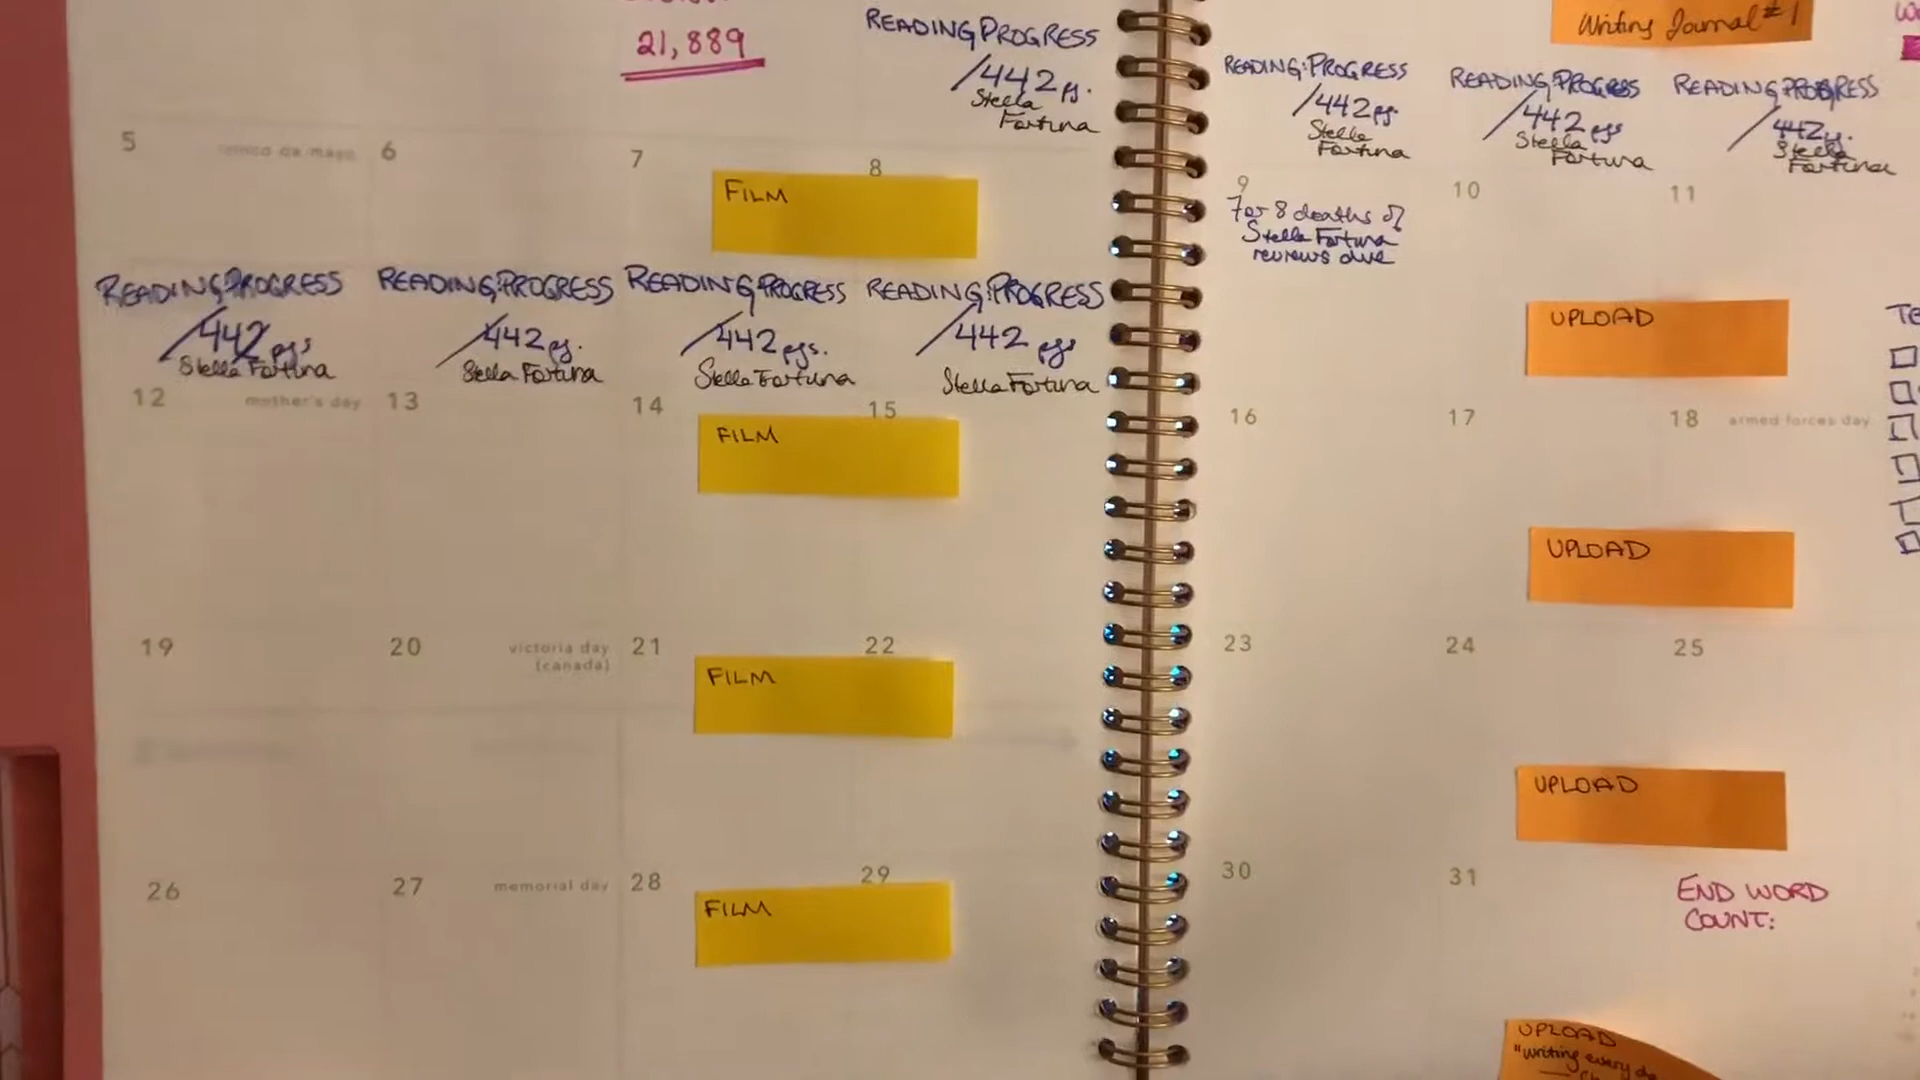 21,889
READING PROGRESS
/442 pg.
Stella
Fortuna
READING PROGRESS
/442 pgs
Stella
Fortuna
Writing Journal #1
READING PROGRESS
/442 pgs
Stella
Fortuna
READING PROGRESS
/442
Stella
Fortuna
5 cinco de mayo
6
7
8
FILM
9
7 or 8 deaths of
Stella Fortuna
reviews due
10
11
READING PROGRESS
/442 pgs
Stella Fortuna
READING PROGRESS
/442 pg.
Stella Fortuna
READING PROGRESS
/442 pgs.
Stella Fortuna
READING PROGRESS
/442 pgs
Stella Fortuna
UPLOAD
12 mother's day
13
14
15
FILM
16
17
18 armed forces day
UPLOAD
19
20 victoria day
(canada)
21
22
FILM
23
24
25
UPLOAD
26
27 memorial day
28
29
FILM
30
31
END WORD
COUNT:
UPLOAD
"Writing every